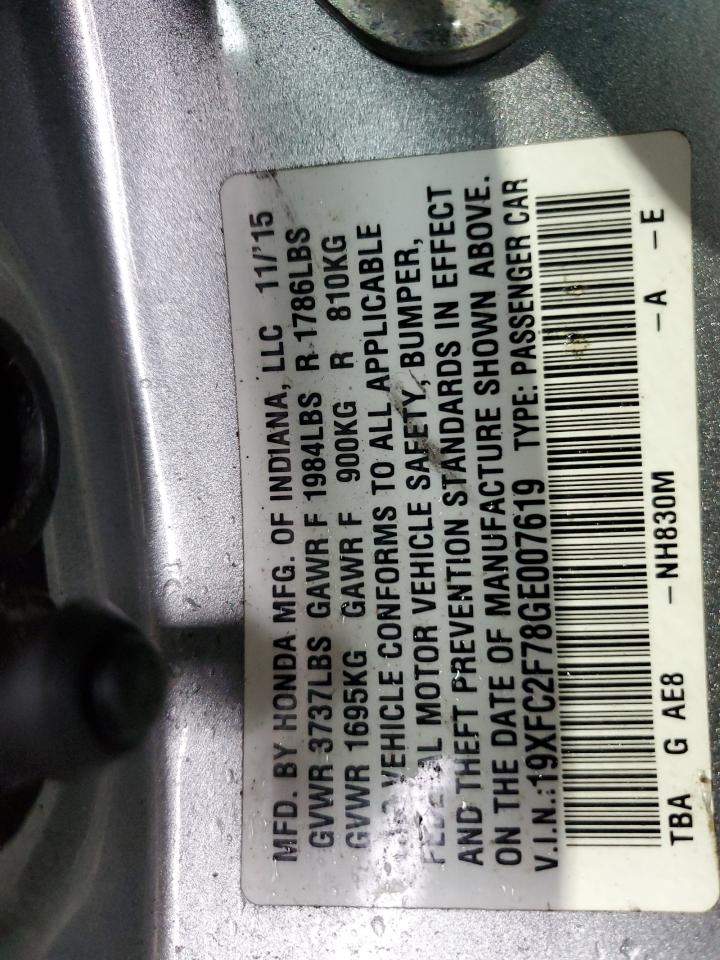 MFD. BY HONDA MFG. OF INDIANA, LLC 11/'15
GVWR 3737LBS GAWR F 1984LBS R 1786LBS
GVWR 1695KG GAWR F 900KG R 810KG
VEHICLE CONFORMS TO ALL APPLICABLE
MOTOR VEHICLE SAFETY, BUMPER,
AND THEFT PREVENTION STANDARDS IN EFFECT
ON THE DATE OF MANUFACTURE SHOWN ABOVE.
V.I.N.:19XFC2F78GE007619 TYPE: PASSENGER CAR
TBA G AE8 -NH830M -A -E